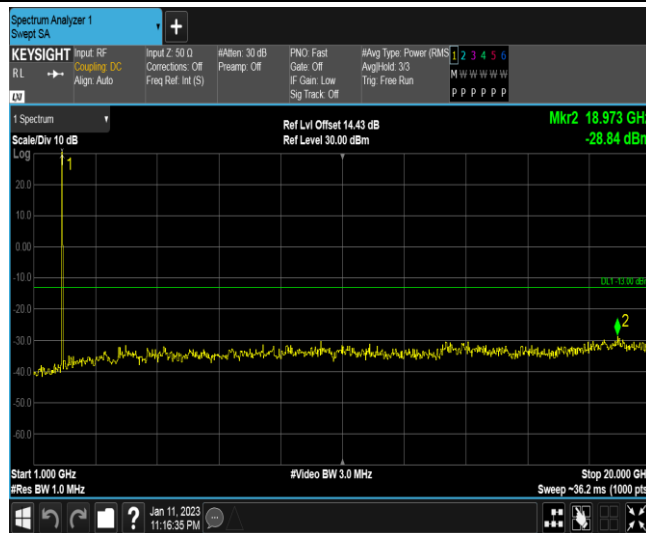 Spectrum Analyzer 1
Swept SA
+
KEYSIGHT
RL
LXI
Input: RF
Coupling: DC
Align: Auto
Input Z: 50 Ω
Corrections: Off
Freq Ref: Int (S)
#Atten: 30 dB
Preamp: Off
PNO: Fast
Gate: Off
IF Gain: Low
Sig Track: Off
#Avg Type: Power (RMS
Avg|Hold: 3/3
Trig: Free Run
1 2 3 4 5 6
M W W W W W
P P P P P P
1 Spectrum
Scale/Div 10 dB
Log
Ref Lvl Offset 14.43 dB
Ref Level 30.00 dBm
Mkr2 18.973 GHz
-28.84 dBm
1
20.0
10.0
0.00
-10.0
DL1 -13.00 dBm
-20.0
2
-30.0
-40.0
-50.0
-60.0
Start 1.000 GHz
#Res BW 1.0 MHz
#Video BW 3.0 MHz
Stop 20.000 GHz
Sweep ~36.2 ms (1000 pts)
?
Jan 11, 2023
11:16:35 PM